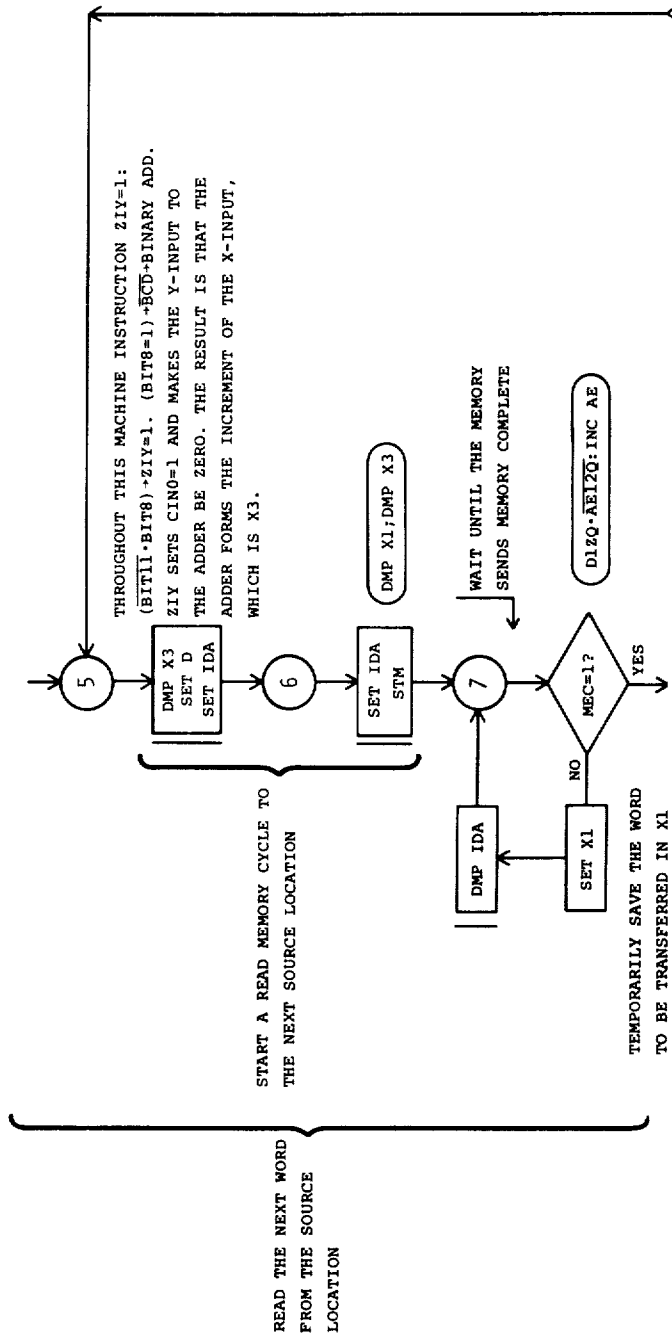 5
THROUGHOUT THIS MACHINE INSTRUCTION ZIY=1:
(BIT11·BIT8)→ZIY=1. (BIT8=1)→BCD→BINARY ADD.
ZIY SETS CIN0=1 AND MAKES THE Y-INPUT TO
THE ADDER BE ZERO. THE RESULT IS THAT THE
ADDER FORMS THE INCREMENT OF THE X-INPUT,
WHICH IS X3.
DMP X3
SET D
SET IDA
6
START A READ MEMORY CYCLE TO
THE NEXT SOURCE LOCATION
SET IDA
STM
DMP X1;DMP X3
READ THE NEXT WORD
FROM THE SOURCE
LOCATION
7
WAIT UNTIL THE MEMORY
SENDS MEMORY COMPLETE
DMP IDA
MEC=1?
D1ZQ·A̅E̅1̅2̅Q̅:INC AE
NO
YES
SET X1
TEMPORARILY SAVE THE WORD
TO BE TRANSFERRED IN X1